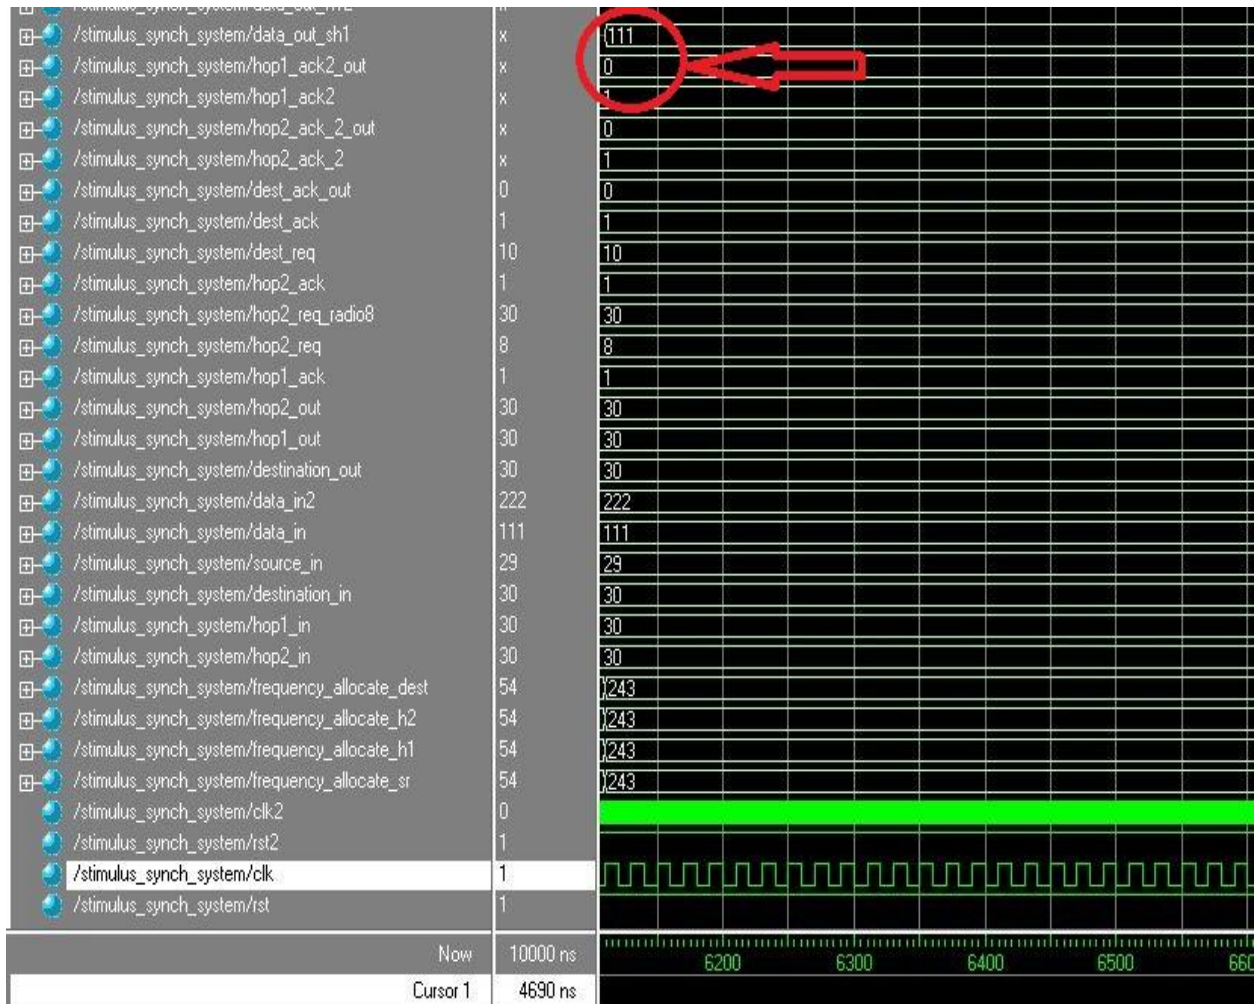 /stimulus_synch_system/data_out_sh1 x 111
/stimulus_synch_system/hop1_ack2_out x 0
/stimulus_synch_system/hop1_ack2 x 1
/stimulus_synch_system/hop2_ack_2_out x 0
/stimulus_synch_system/hop2_ack_2 x 1
/stimulus_synch_system/dest_ack_out 0 0
/stimulus_synch_system/dest_ack 1 1
/stimulus_synch_system/dest_req 10 10
/stimulus_synch_system/hop2_ack 1 1
/stimulus_synch_system/hop2_req_radio8 30 30
/stimulus_synch_system/hop2_req 8 8
/stimulus_synch_system/hop1_ack 1 1
/stimulus_synch_system/hop2_out 30 30
/stimulus_synch_system/hop1_out 30 30
/stimulus_synch_system/destination_out 30 30
/stimulus_synch_system/data_in2 222 222
/stimulus_synch_system/data_in 111 111
/stimulus_synch_system/source_in 29 29
/stimulus_synch_system/destination_in 30 30
/stimulus_synch_system/hop1_in 30 30
/stimulus_synch_system/hop2_in 30 30
/stimulus_synch_system/frequency_allocate_dest 54 243
/stimulus_synch_system/frequency_allocate_h2 54 243
/stimulus_synch_system/frequency_allocate_h1 54 243
/stimulus_synch_system/frequency_allocate_sr 54 243
/stimulus_synch_system/clk2 0
/stimulus_synch_system/rst2 1
/stimulus_synch_system/clk 1
/stimulus_synch_system/rst 1
Now 10000 ns 6200 6300 6400 6500
Cursor 1 4690 ns